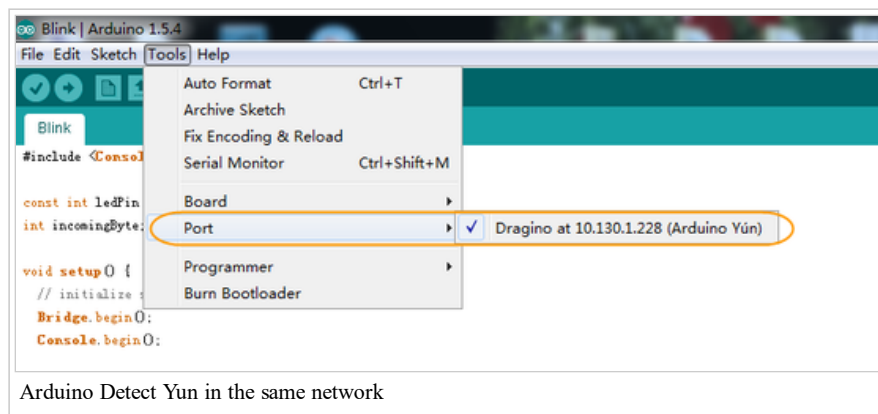 Blink | Arduino 1.5.4
File Edit Sketch Tools Help
Auto Format Ctrl+T
Archive Sketch
Fix Encoding & Reload
Serial Monitor Ctrl+Shift+M
Board
Port
Dragino at 10.130.1.228 (Arduino Yún)
Programmer
Burn Bootloader
Blink
#include <Consol
const int ledPin
int incomingByte;
void setup() {
// initialize s
Bridge.begin();
Console.begin();
Arduino Detect Yun in the same network